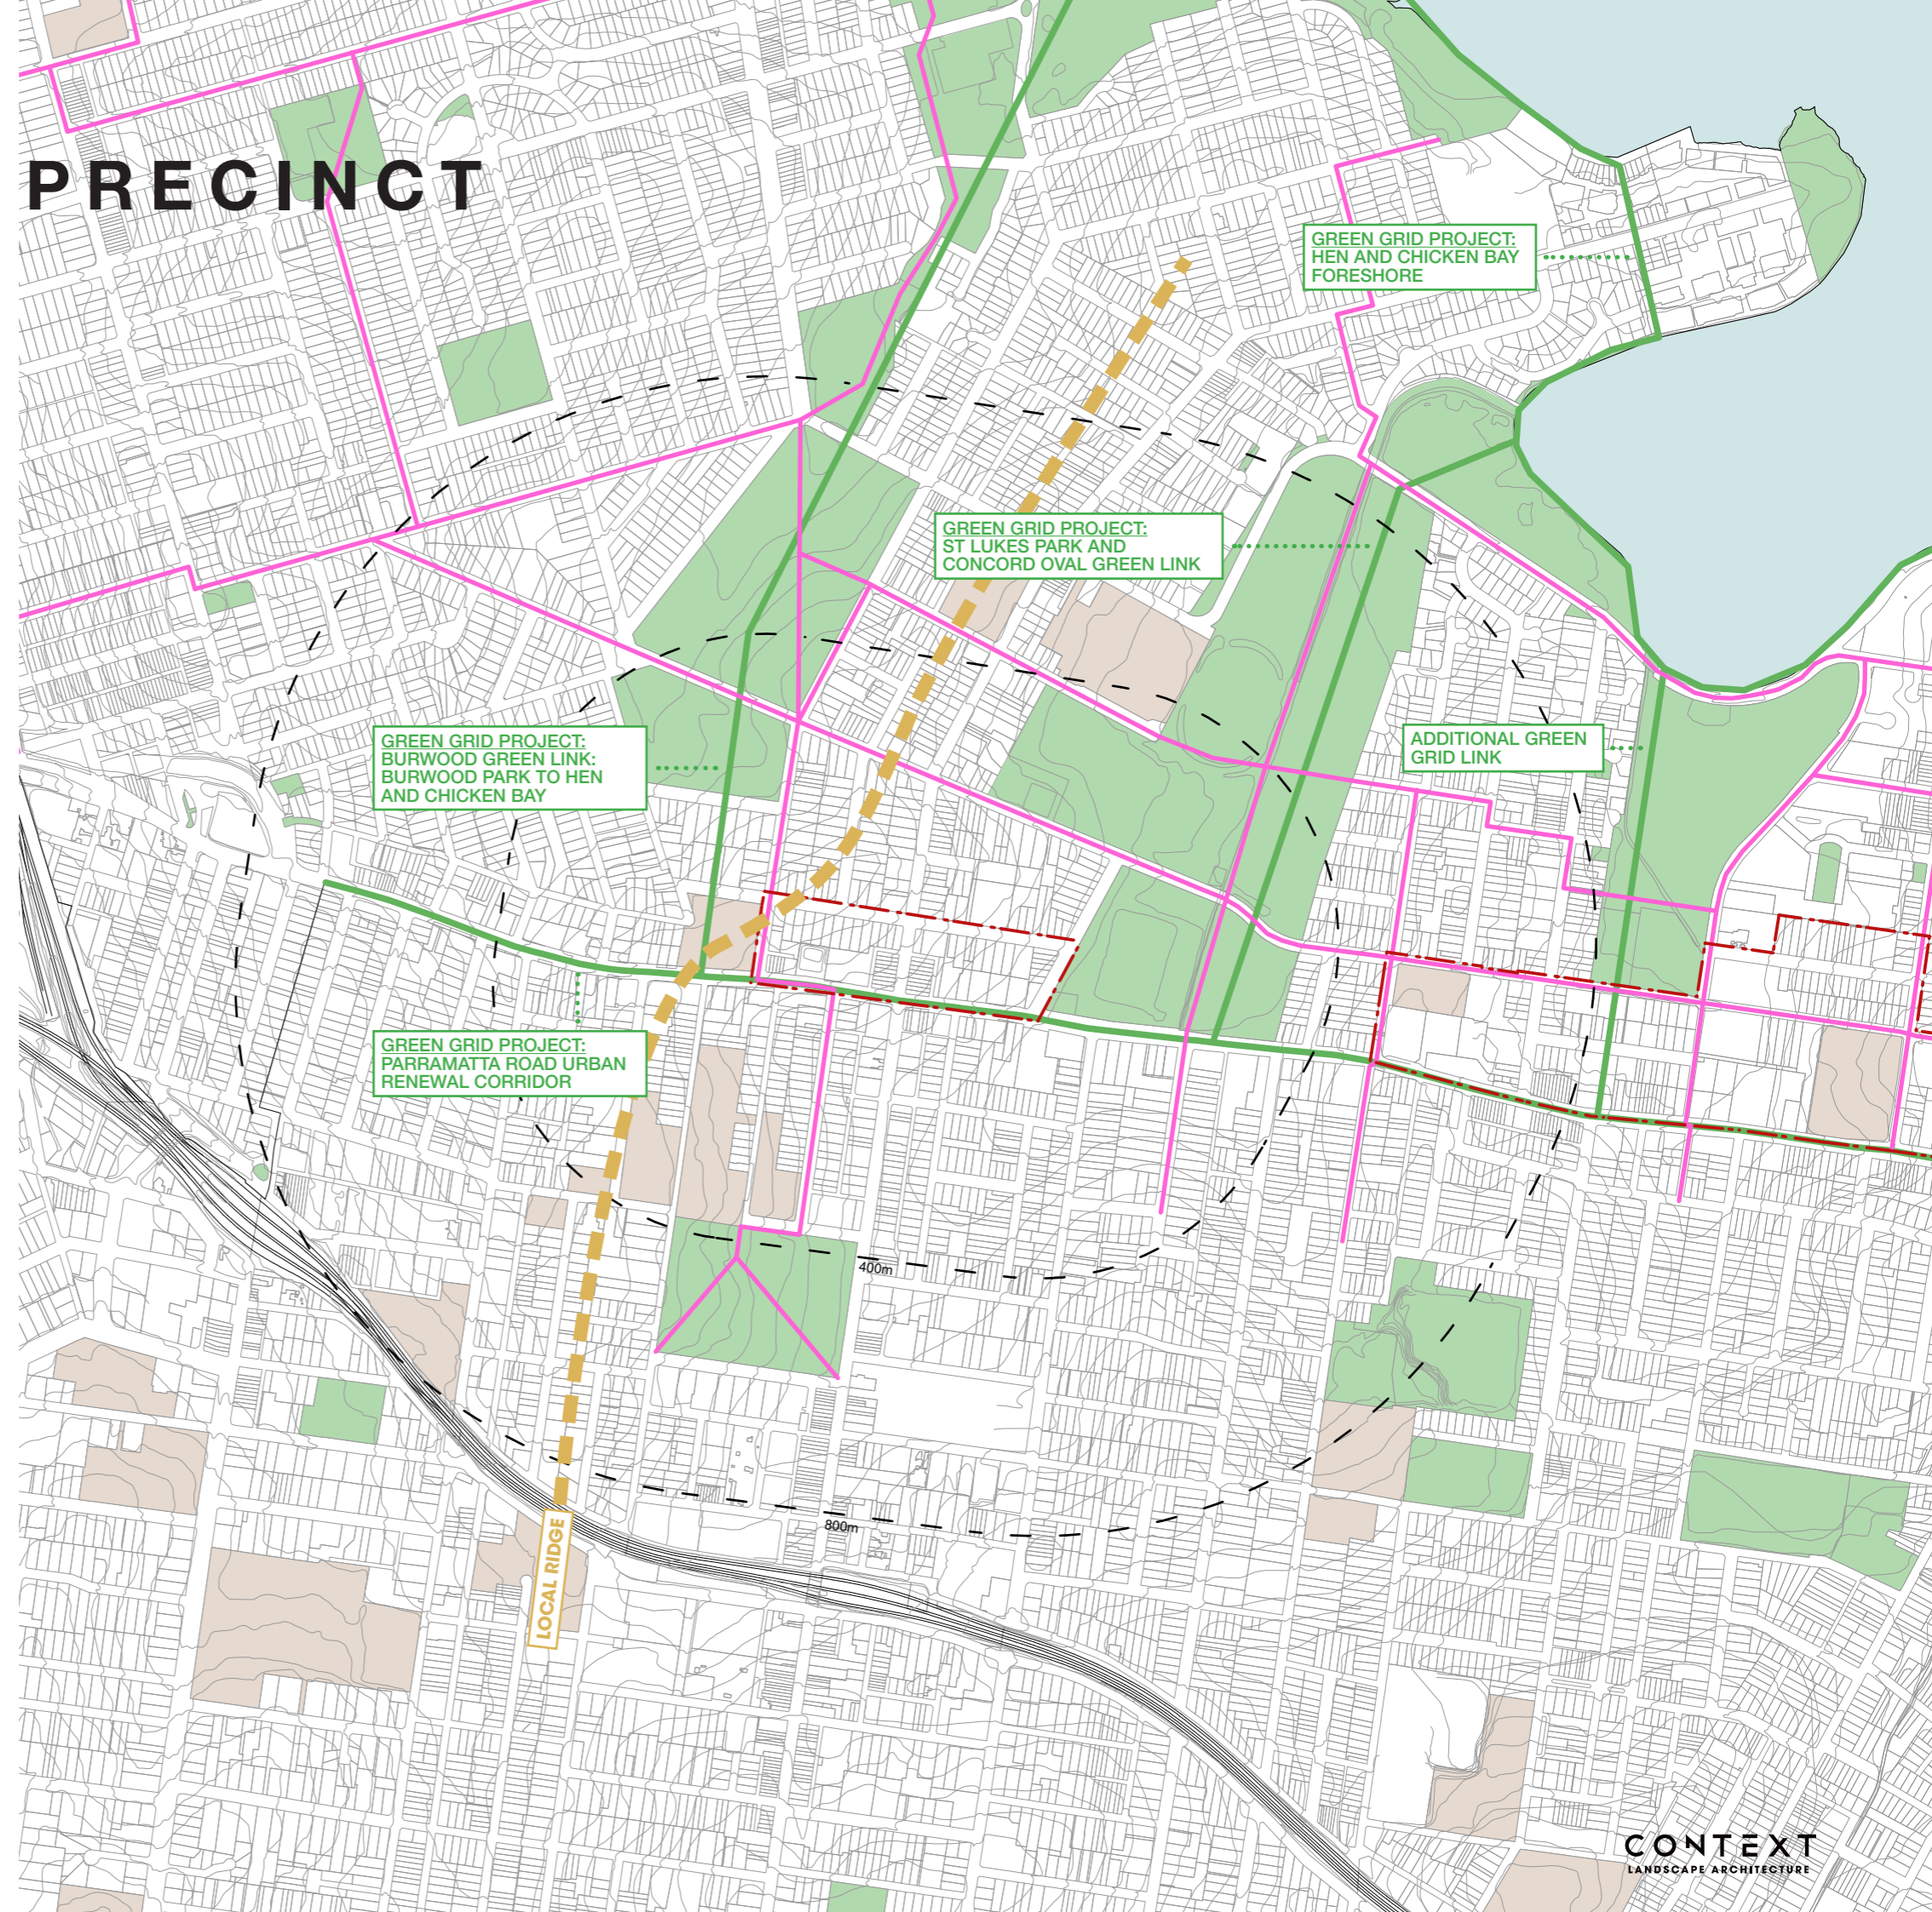 PRECINCT
GREEN GRID PROJECT:
HEN AND CHICKEN BAY
FORESHORE
GREEN GRID PROJECT:
ST LUKES PARK AND
CONCORD OVAL GREEN LINK
GREEN GRID PROJECT:
BURWOOD GREEN LINK:
BURWOOD PARK TO HEN
AND CHICKEN BAY
ADDITIONAL GREEN
GRID LINK
GREEN GRID PROJECT:
PARRAMATTA ROAD URBAN
RENEWAL CORRIDOR
400m
800m
LOCAL RIDGE
CONTEXT
LANDSCAPE ARCHITECTURE